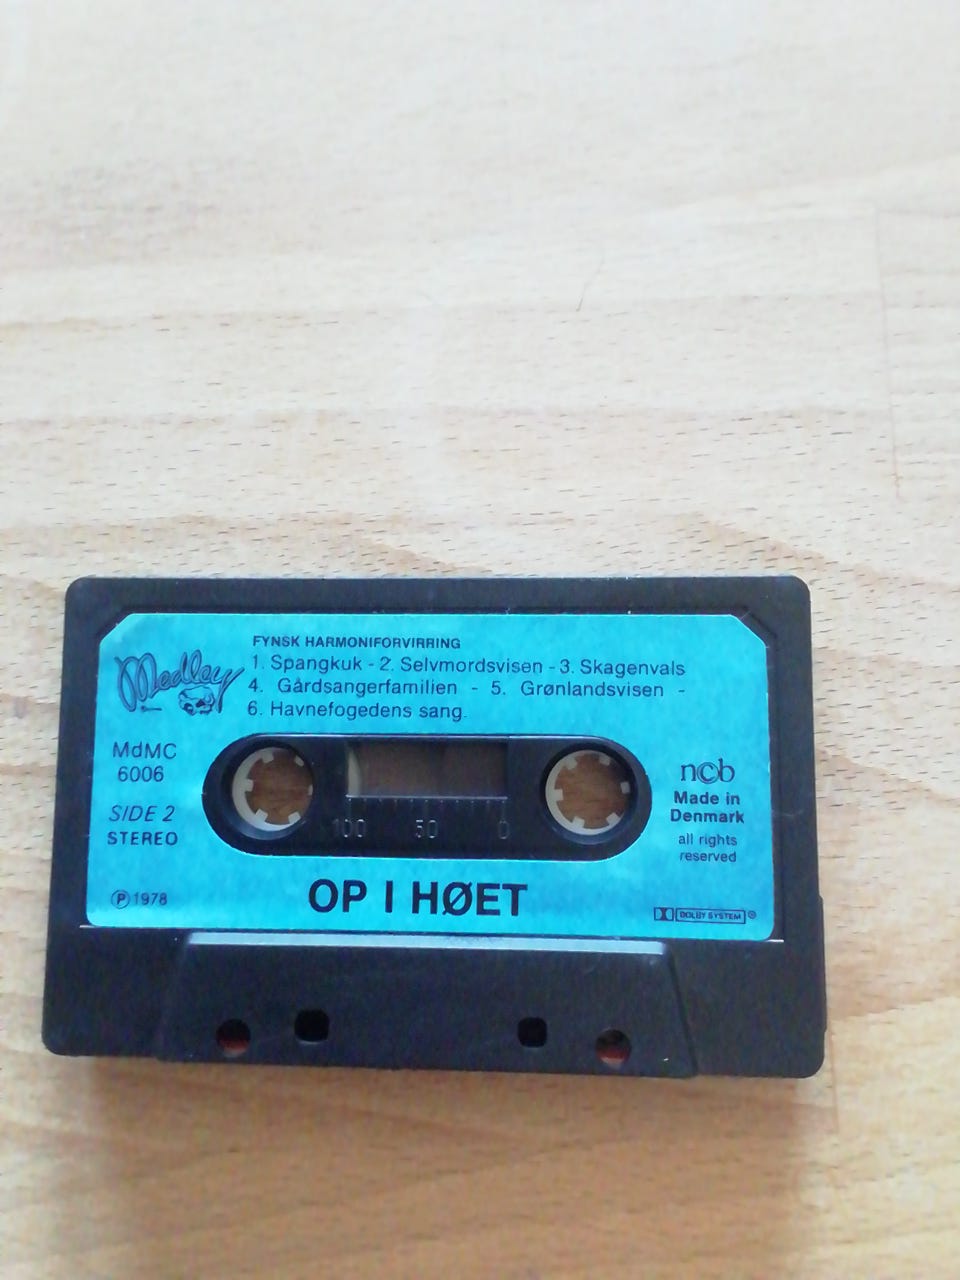 Medley
FYNSK HARMONIFORVIRRING
1. Spangkuk - 2. Selvmordsvisen - 3. Skagenvals
4. Gårdsangerfamilien - 5. Grønlandsvisen -
6. Havnefogedens sang.
MdMC
6006
SIDE 2
STEREO
100 50 0
ncb
Made in
Denmark
all rights
reserved
Ⓟ 1978
OP I HØET
DOLBY SYSTEM ®